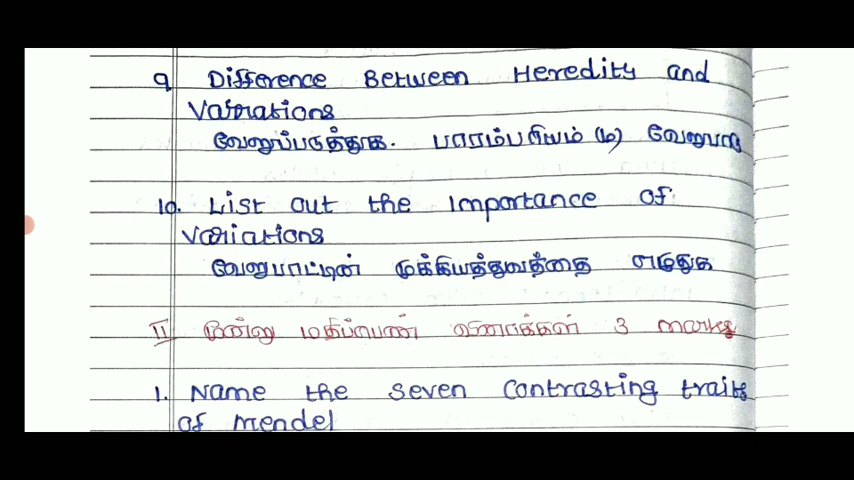 9 Difference Between Heredity and
Variations
வேறுப்படுத்துக. பாரம்பரியம் (ம) வேறுபாடு
10. List out the Importance of
Variations
வேறுபாட்டின் முக்கியத்துவத்தை எழுதுக
II மூன்று மதிப்பெண் வினாக்கள் 3 marks
1. Name the seven contrasting traits
of mendel